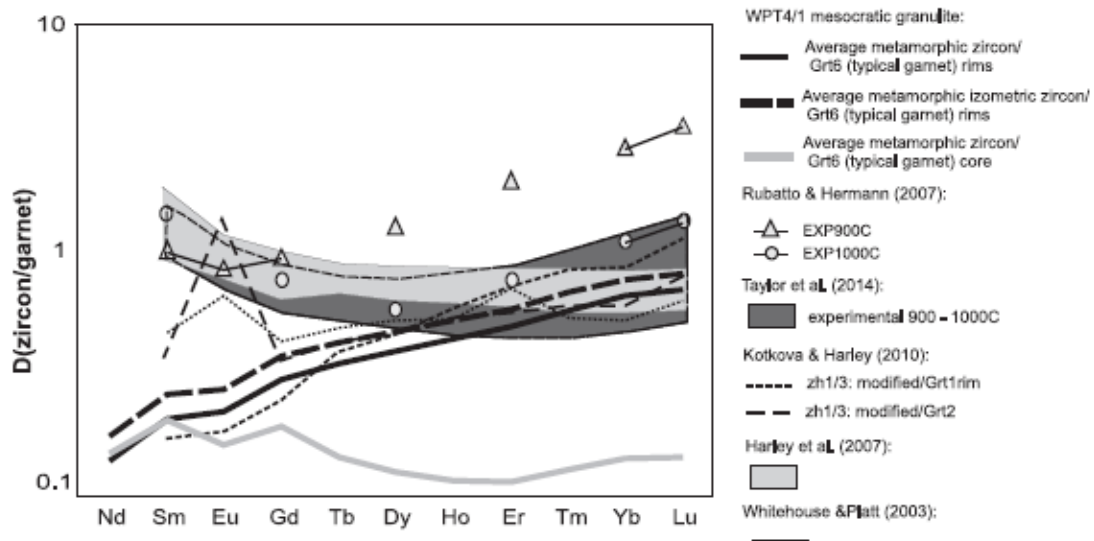 10
1
0.1
D(zircon/garnet)
Nd Sm Eu Gd Tb Dy Ho Er Tm Yb Lu
WPT4/1 mesocratic granulite:
Average metamorphic zircon/
Grt6 (typical garnet) rims
Average metamorphic izometric zircon/
Grt6 (typical garnet) rims
Average metamorphic zircon/
Grt6 (typical garnet) core
Rubatto & Hermann (2007):
EXP900C
EXP1000C
Taylor et al. (2014):
experimental 900 - 1000C
Kotkova & Harley (2010):
zh1/3: modified/Grt1rim
zh1/3: modified/Grt2
Harley et al. (2007):
Whitehouse &Platt (2003):